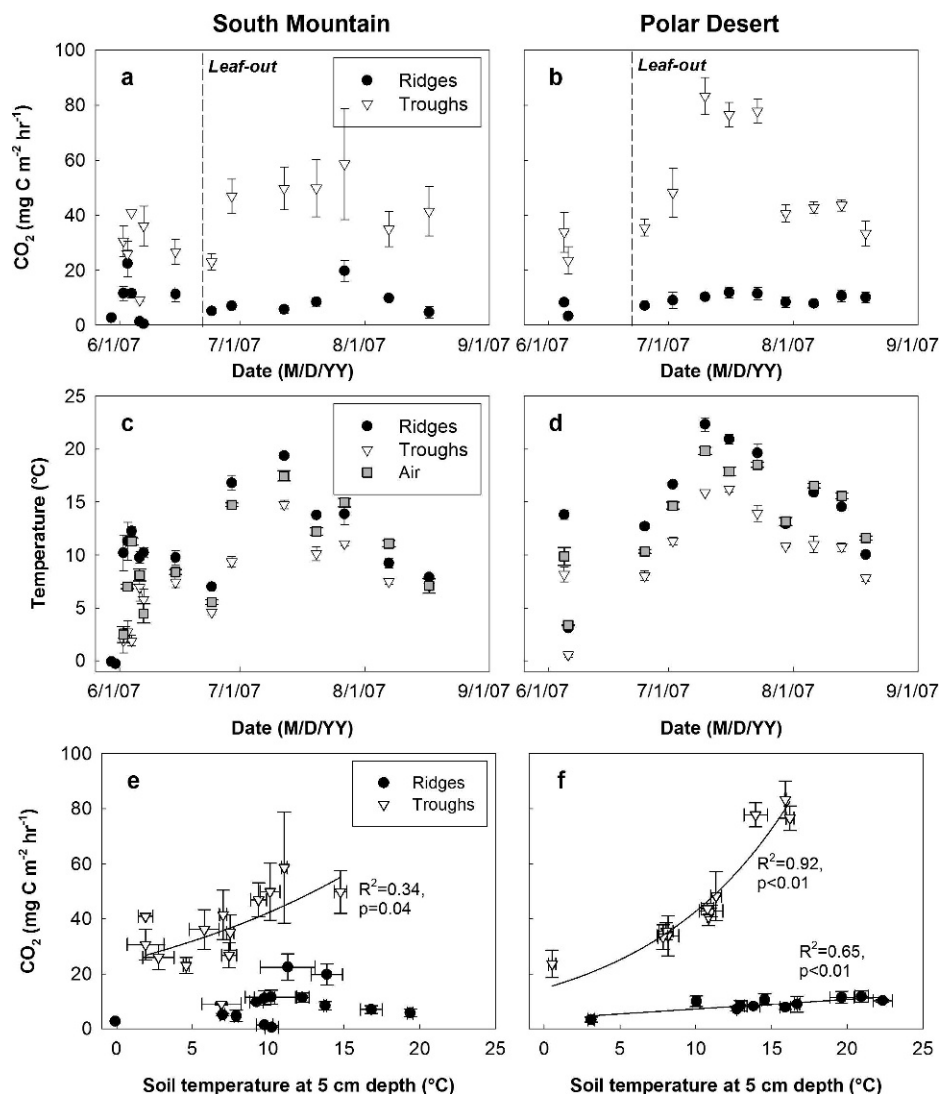 South Mountain
Polar Desert
a
Leaf-out
Ridges
Troughs
b
Leaf-out
CO2 (mg C m-2 hr-1)
100
80
60
40
20
0
6/1/07 7/1/07 8/1/07 9/1/07
6/1/07 7/1/07 8/1/07 9/1/07
Date (M/D/YY)
Date (M/D/YY)
c
Ridges
Troughs
Air
d
Temperature (°C)
25
20
15
10
5
0
6/1/07 7/1/07 8/1/07 9/1/07
6/1/07 7/1/07 8/1/07 9/1/07
Date (M/D/YY)
Date (M/D/YY)
e
Ridges
Troughs
f
R2=0.34,
p=0.04
R2=0.92,
p<0.01
R2=0.65,
p<0.01
CO2 (mg C m-2 hr-1)
100
80
60
40
20
0
0 5 10 15 20 25
0 5 10 15 20 25
Soil temperature at 5 cm depth (°C)
Soil temperature at 5 cm depth (°C)